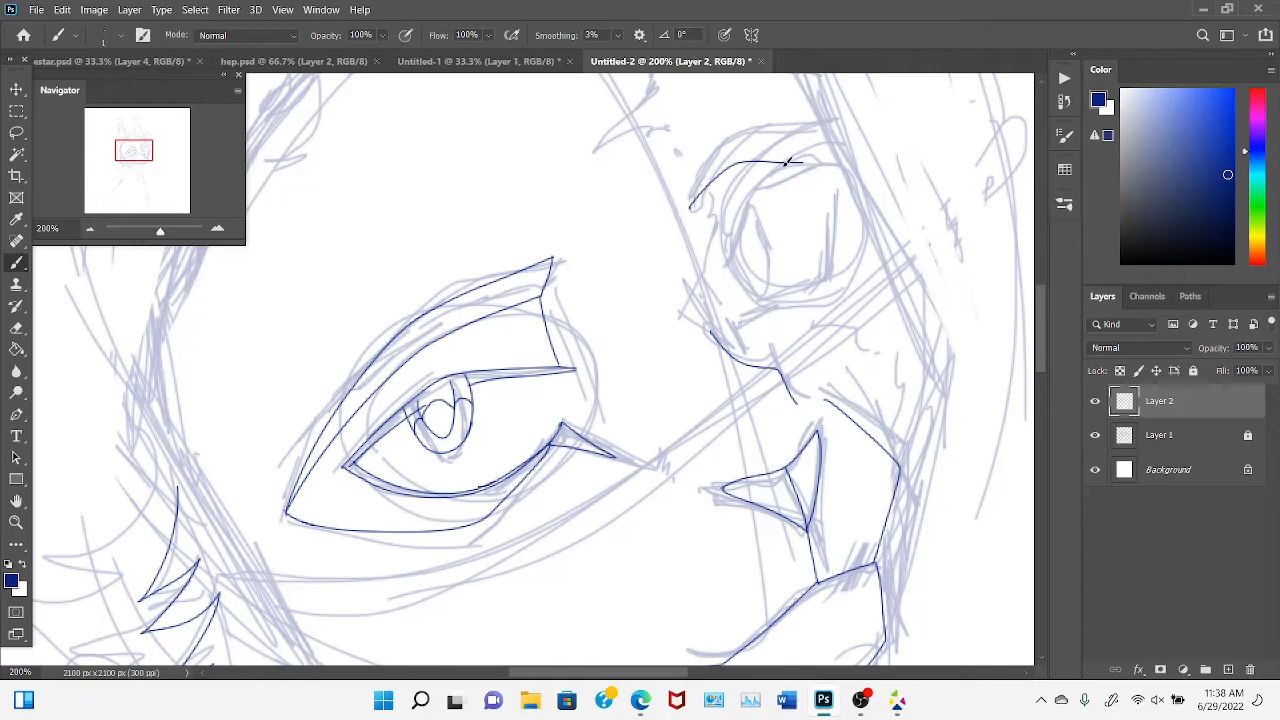 Ps File Edit Image Layer Type Select Filter 3D View Window Help
Mode: Normal Opacity: 100% Flow: 100% Smoothing: 3% 0°
estar.psd @ 33.3% (Layer 4, RGB/8) * × hep.psd @ 66.7% (Layer 2, RGB/8) × Untitled-1 @ 33.3% (Layer 1, RGB/8) * × Untitled-2 @ 200% (Layer 2, RGB/8) * ×
Navigator
200%
Color
Layers Channels Paths
Kind
Normal Opacity: 100%
Lock: Fill: 100%
Layer 2
Layer 1
Background
200% 2100 px x 2100 px (300 ppi)
11:38 AM
6/29/2022